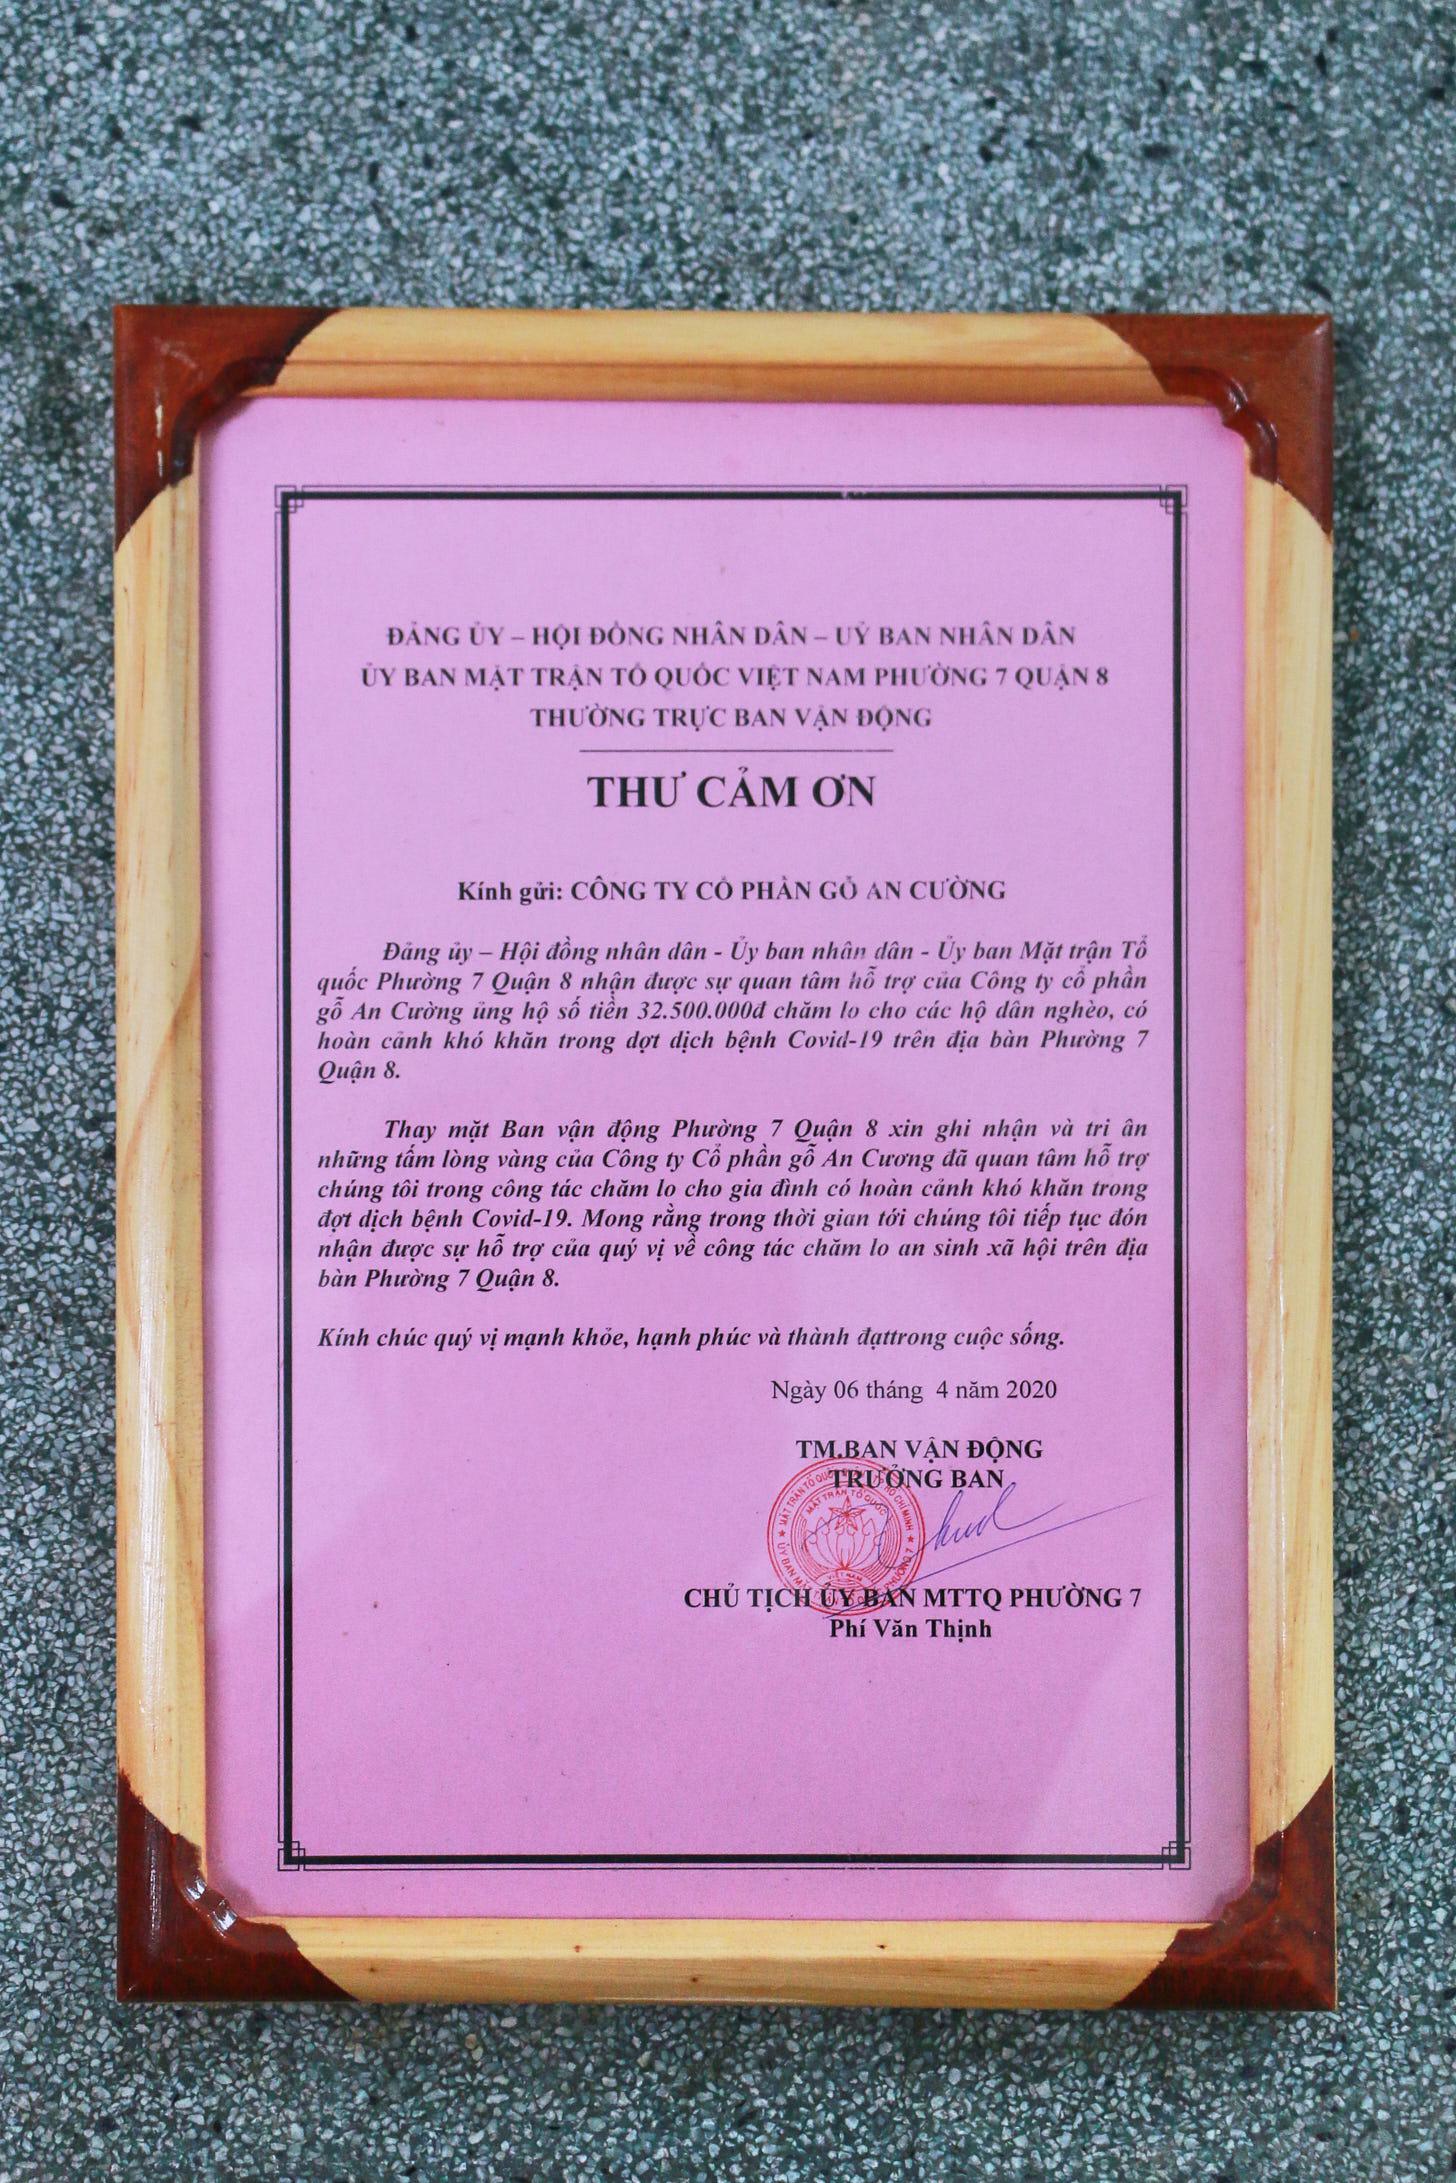 ĐẢNG ỦY – HỘI ĐỒNG NHÂN DÂN – UỶ BAN NHÂN DÂN
ỦY BAN MẶT TRẬN TỔ QUỐC VIỆT NAM PHƯỜNG 7 QUẬN 8
THƯỜNG TRỰC BAN VẬN ĐỘNG
THƯ CẢM ƠN
Kính gửi: CÔNG TY CỔ PHẦN GỖ AN CƯỜNG
Đảng ủy – Hội đồng nhân dân - Ủy ban nhân dân - Ủy ban Mặt trận Tổ
quốc Phường 7 Quận 8 nhận được sự quan tâm hỗ trợ của Công ty cổ phần
gỗ An Cường ủng hộ số tiền 32.500.000đ chăm lo cho các hộ dân nghèo, có
hoàn cảnh khó khăn trong dợt dịch bệnh Covid-19 trên địa bàn Phường 7
Quận 8.
Thay mặt Ban vận động Phường 7 Quận 8 xin ghi nhận và tri ân
những tấm lòng vàng của Công ty Cổ phần gỗ An Cương đã quan tâm hỗ trợ
chúng tôi trong công tác chăm lo cho gia đình có hoàn cảnh khó khăn trong
đợt dịch bệnh Covid-19. Mong rằng trong thời gian tới chúng tôi tiếp tục đón
nhận được sự hỗ trợ của quý vị về công tác chăm lo an sinh xã hội trên địa
bàn Phường 7 Quận 8.
Kính chúc quý vị mạnh khỏe, hạnh phúc và thành đạttrong cuộc sống.
Ngày 06 tháng 4 năm 2020
TM.BAN VẬN ĐỘNG
TRƯỞNG BAN
MẶT TRẬN TỔ QUỐC
VIỆT NAM
CHỦ TỊCH ỦY BAN MTTQ PHƯỜNG 7
Phí Văn Thịnh